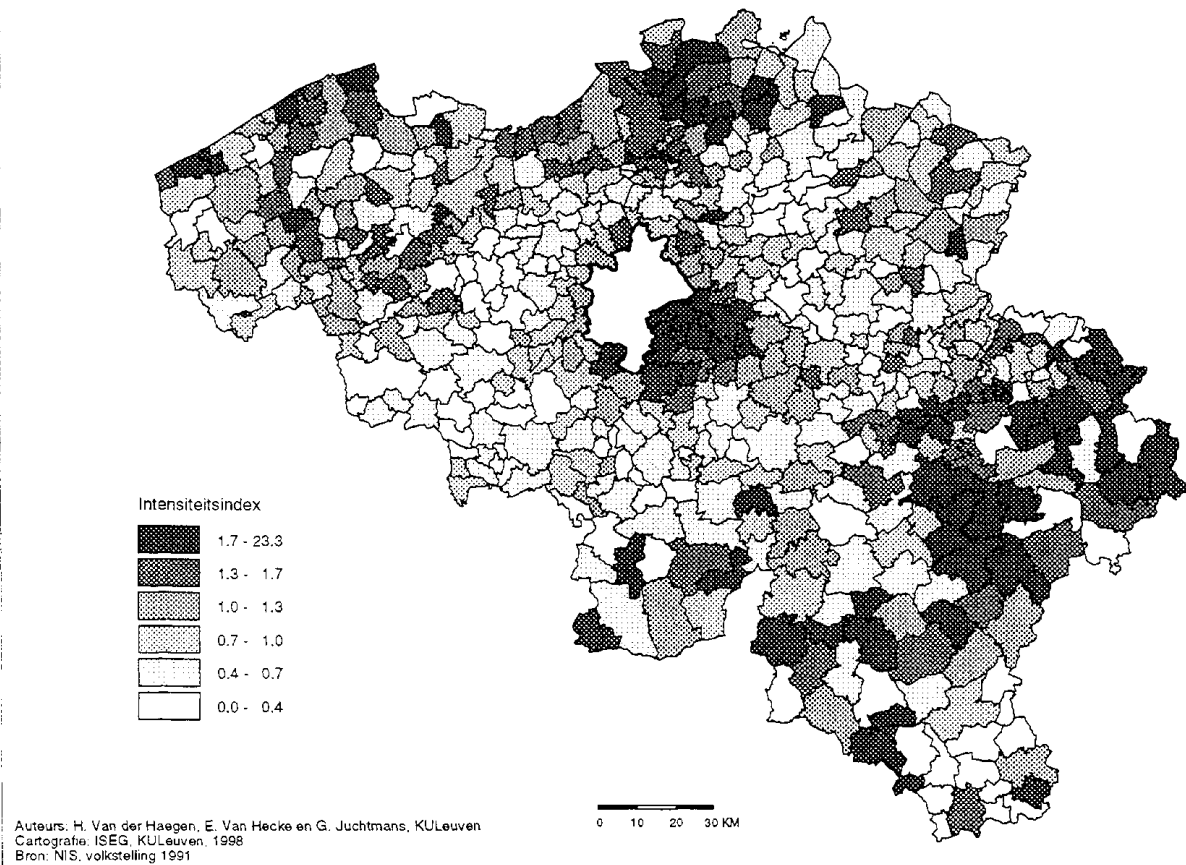 Intensiteitsindex
1.7 - 23.3
1.3 - 1.7
1.0 - 1.3
0.7 - 1.0
0.4 - 0.7
0.0 - 0.4
0 10 20 30 KM
Auteurs: H. Van der Haegen, E. Van Hecke en G. Juchtmans, KULeuven
Cartografie: ISEG, KULeuven, 1998
Bron: NIS, volkstelling 1991